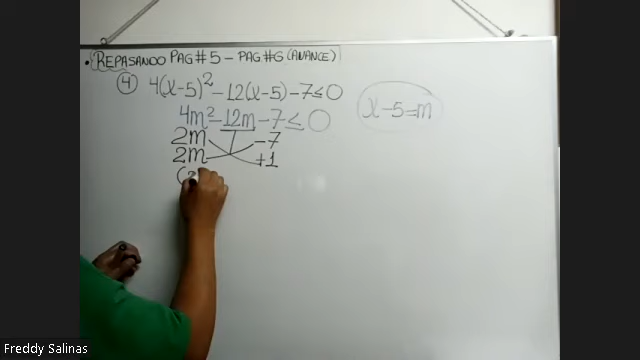 • REPASANDO PAG#5 - PAG.#6 (AVANCE)
④ 4(x-5)² - 12(x-5) - 7 ≤ 0
x-5=m
4m² - 12m - 7 ≤ 0
2m -7
2m +1
(2
Freddy Salinas